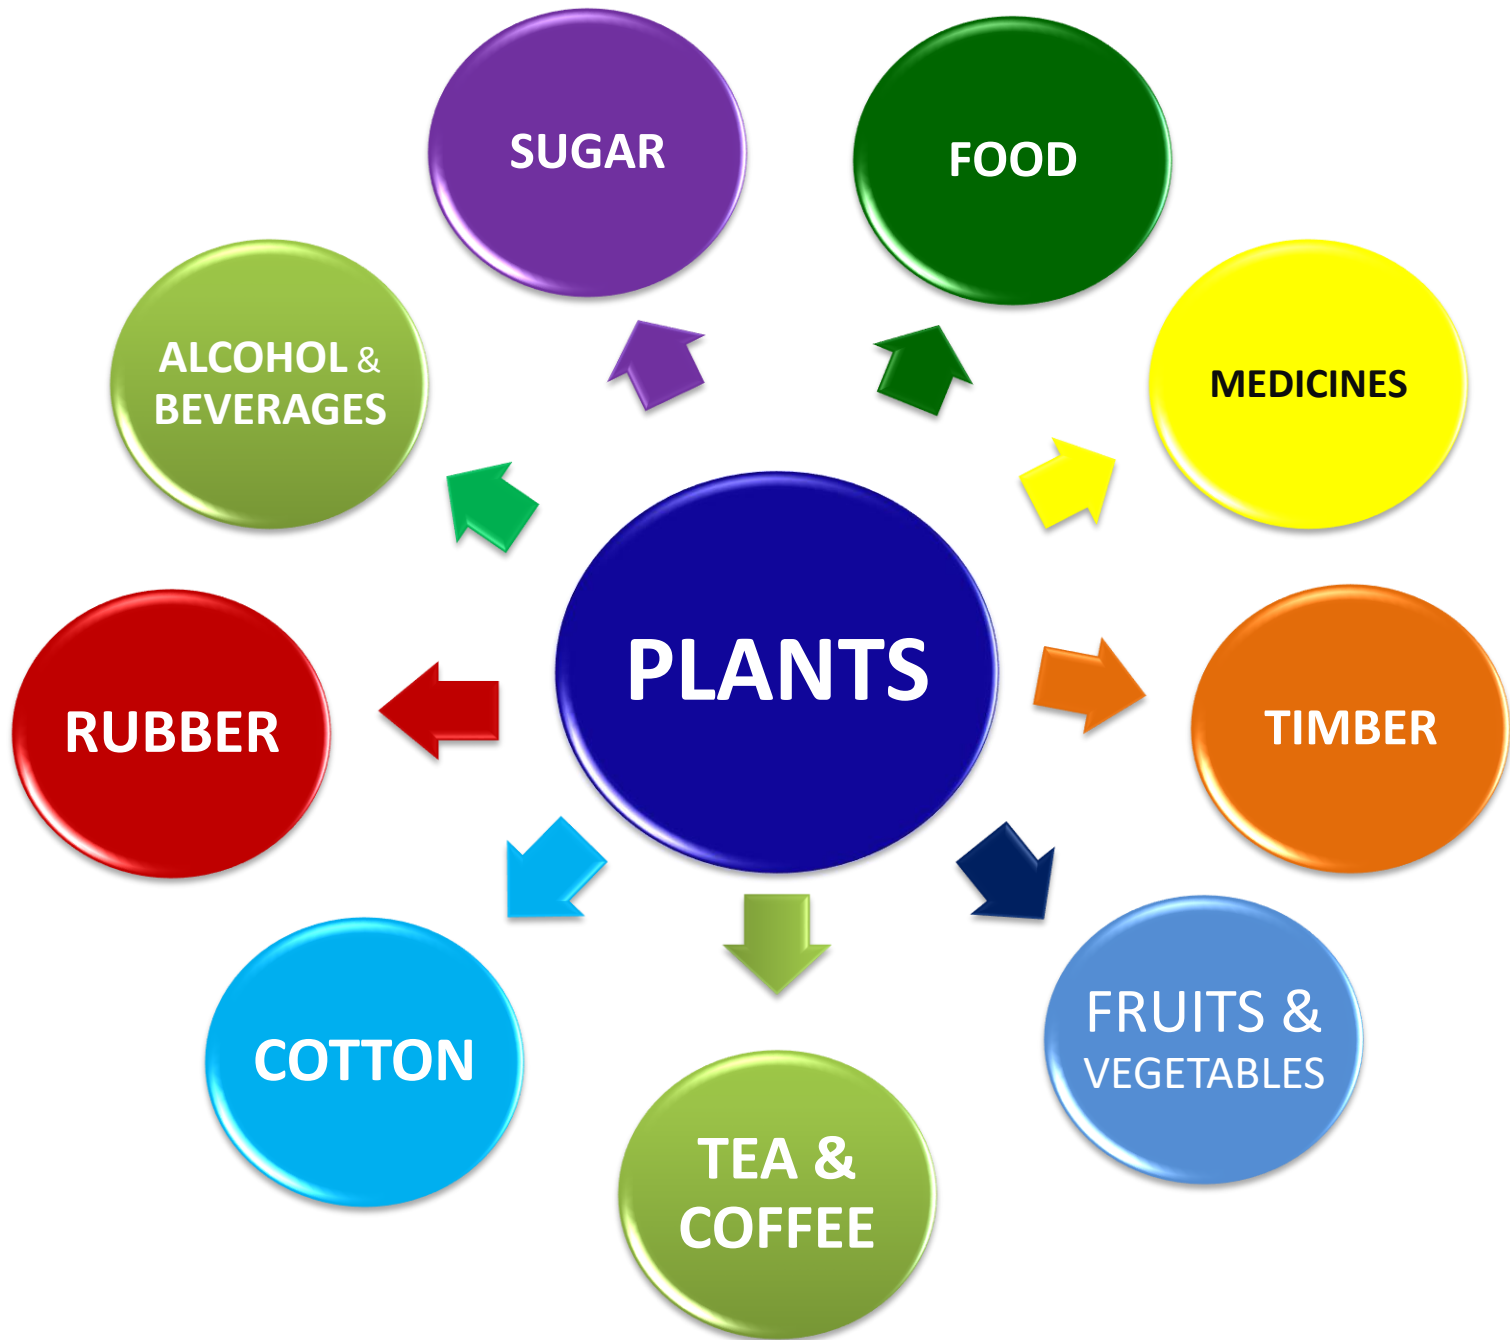 SUGAR
FOOD
ALCOHOL &
BEVERAGES
MEDICINES
PLANTS
RUBBER
TIMBER
COTTON
FRUITS &
VEGETABLES
TEA &
COFFEE